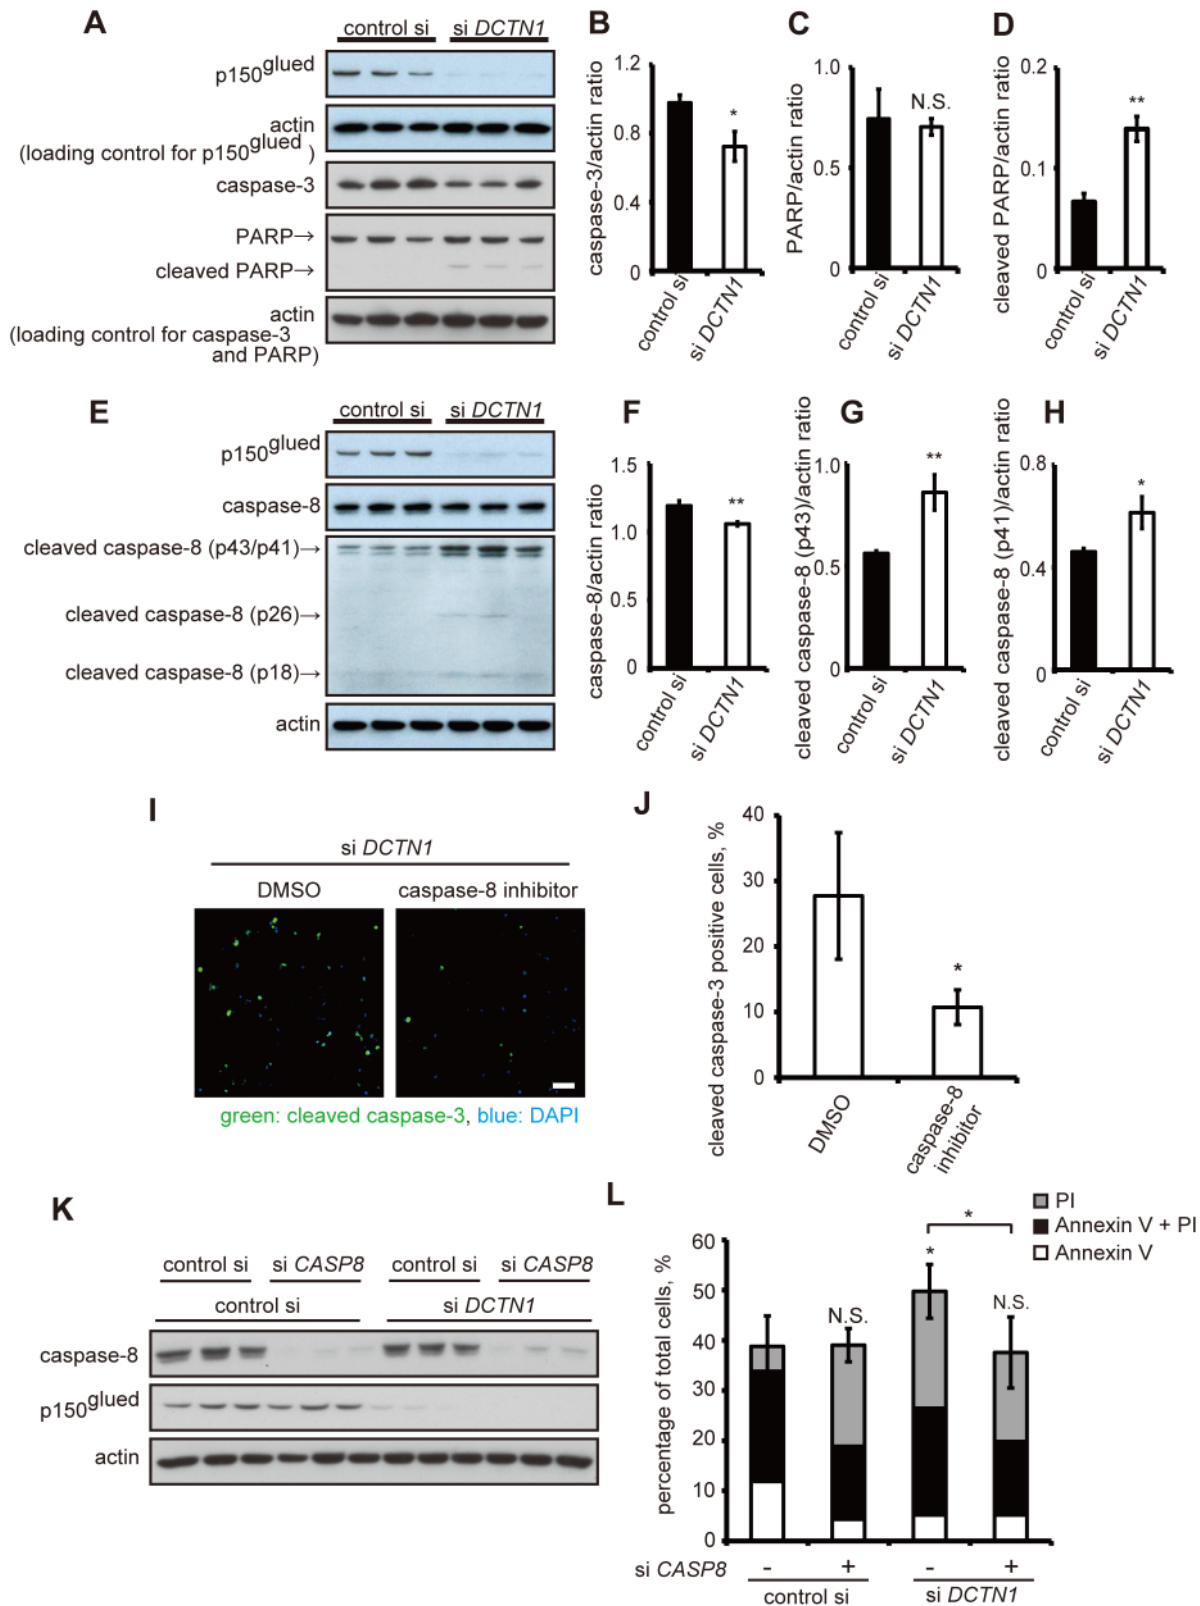 A
control si
si DCTN1
p150glued
actin
(loading control for p150glued)
caspase-3
PARP→
cleaved PARP→
actin
(loading control for caspase-3
and PARP)
B
caspase-3/actin ratio
1.2
0.8
0.4
0
*
control si
si DCTN1
C
PARP/actin ratio
1.0
0.5
0
N.S.
control si
si DCTN1
D
cleaved PARP/actin ratio
0.2
0.1
0
**
control si
si DCTN1
E
control si
si DCTN1
p150glued
caspase-8
cleaved caspase-8 (p43/p41)→
cleaved caspase-8 (p26)→
cleaved caspase-8 (p18)→
actin
F
caspase-8/actin ratio
1.5
1.0
0.5
0
**
control si
si DCTN1
G
cleaved caspase-8 (p43)/actin ratio
1.0
0.5
0
**
control si
si DCTN1
H
cleaved caspase-8 (p41)/actin ratio
0.8
0.4
0
*
control si
si DCTN1
I
si DCTN1
DMSO
caspase-8 inhibitor
green: cleaved caspase-3, blue: DAPI
J
cleaved caspase-3 positive cells, %
40
30
20
10
0
*
DMSO
caspase-8
inhibitor
K
control si
si CASP8
control si
si CASP8
control si
si DCTN1
caspase-8
p150glued
actin
L
PI
Annexin V + PI
Annexin V
percentage of total cells, %
60
50
40
30
20
10
0
N.S.
*
*
N.S.
si CASP8
-
+
-
+
control si
si DCTN1